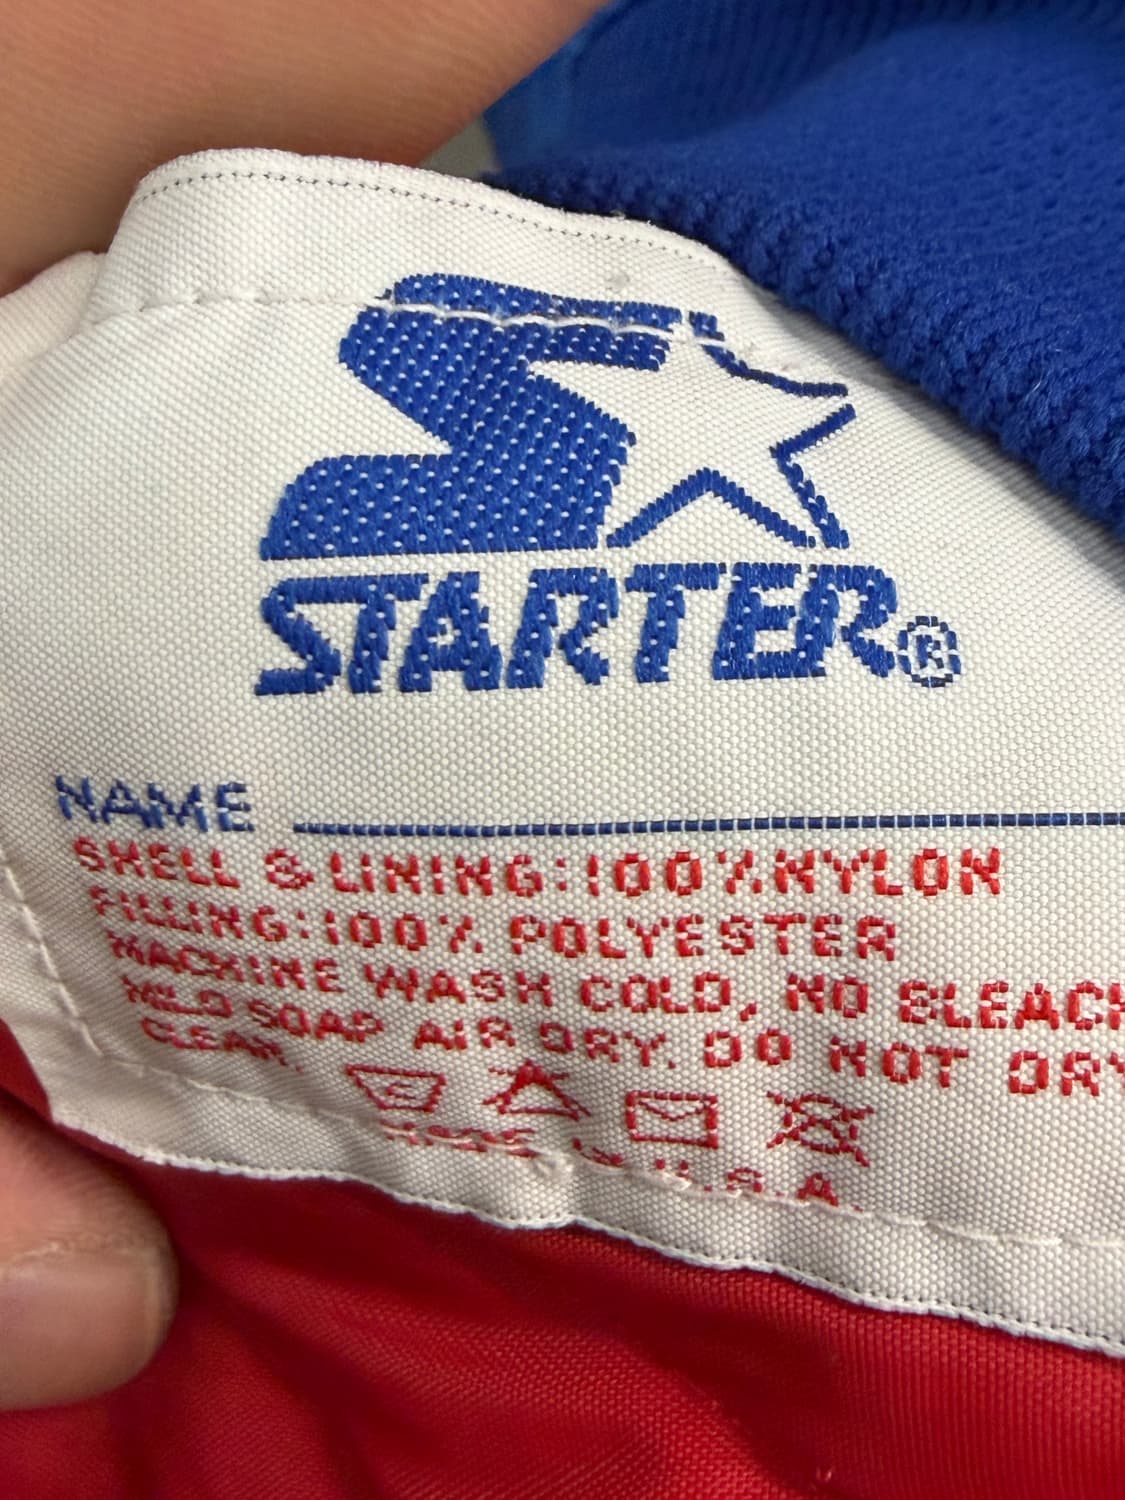 STARTER®
NAME
SHELL & LINING:100%NYLON
FILLING:100% POLYESTER
MACHINE WASH COLD, NO BLEACH
MILD SOAP AIR DRY. DO NOT DRY
CLEAN.
MADE U.S.A.